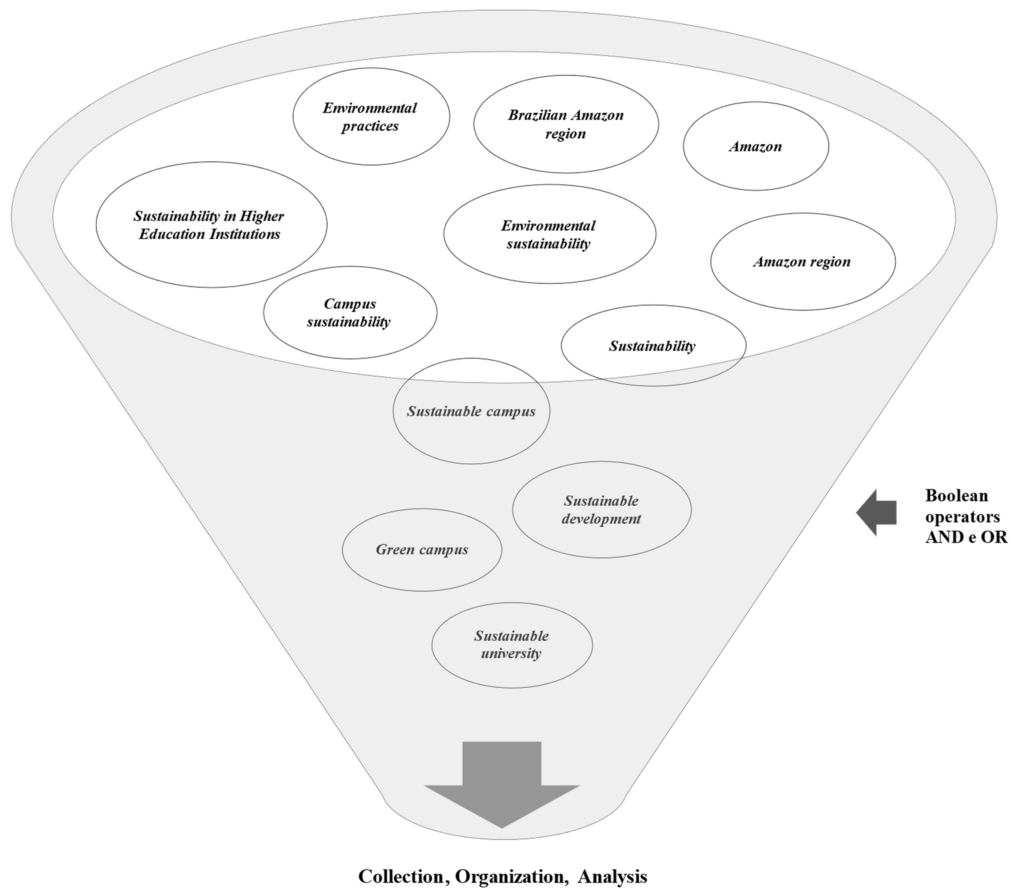 Environmental
practices
Brazilian Amazon
region
Amazon
Sustainability in Higher
Education Institutions
Environmental
sustainability
Amazon region
Campus
sustainability
Sustainability
Sustainable campus
Sustainable
development
Green campus
Sustainable
university
Boolean
operators
AND e OR
Collection, Organization, Analysis